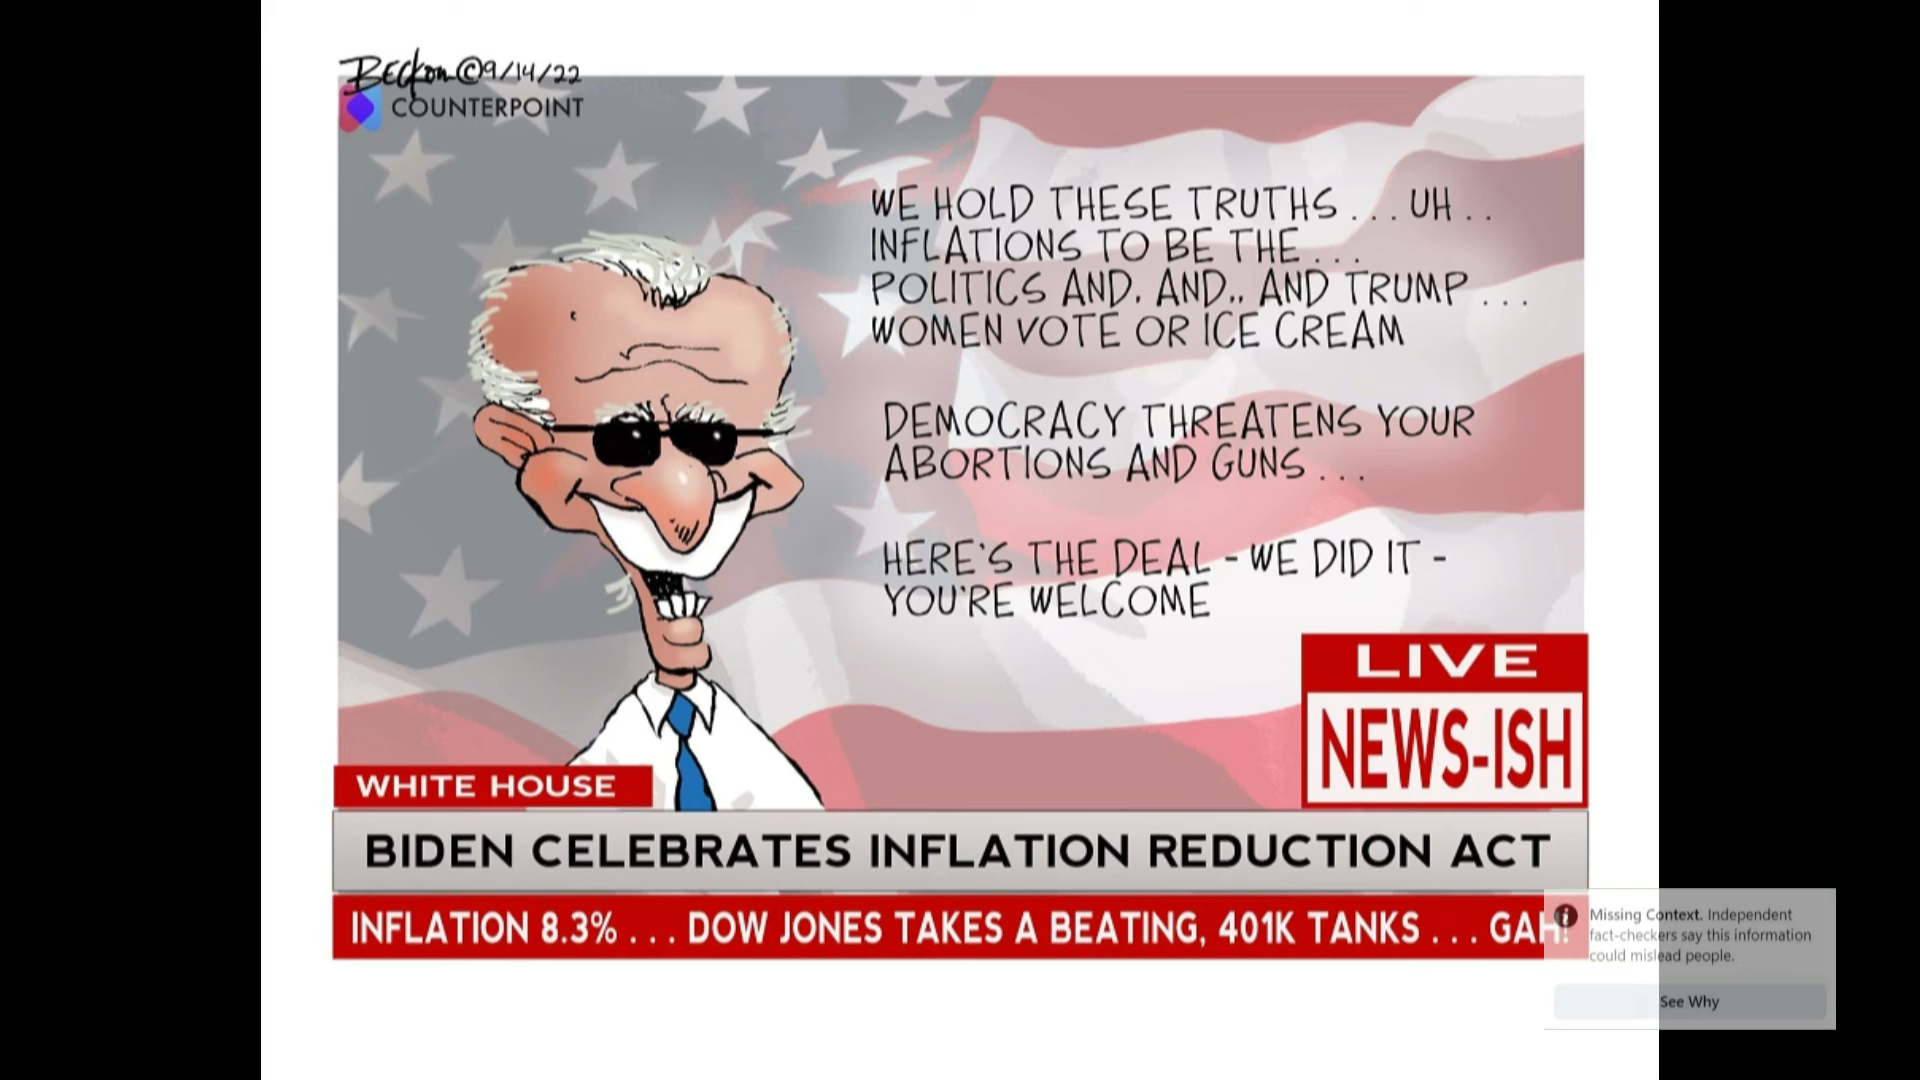 Beckom©9/14/22
COUNTERPOINT
WE HOLD THESE TRUTHS . . . UH . .
INFLATIONS TO BE THE . . .
POLITICS AND. AND.. AND TRUMP . . .
WOMEN VOTE OR ICE CREAM
DEMOCRACY THREATENS YOUR
ABORTIONS AND GUNS . . .
HERE'S THE DEAL - WE DID IT -
YOU'RE WELCOME
LIVE
NEWS-ISH
WHITE HOUSE
BIDEN CELEBRATES INFLATION REDUCTION ACT
INFLATION 8.3% . . . DOW JONES TAKES A BEATING, 401K TANKS . . . GAH!
Missing Context. Independent
fact-checkers say this information
could mislead people.
See Why